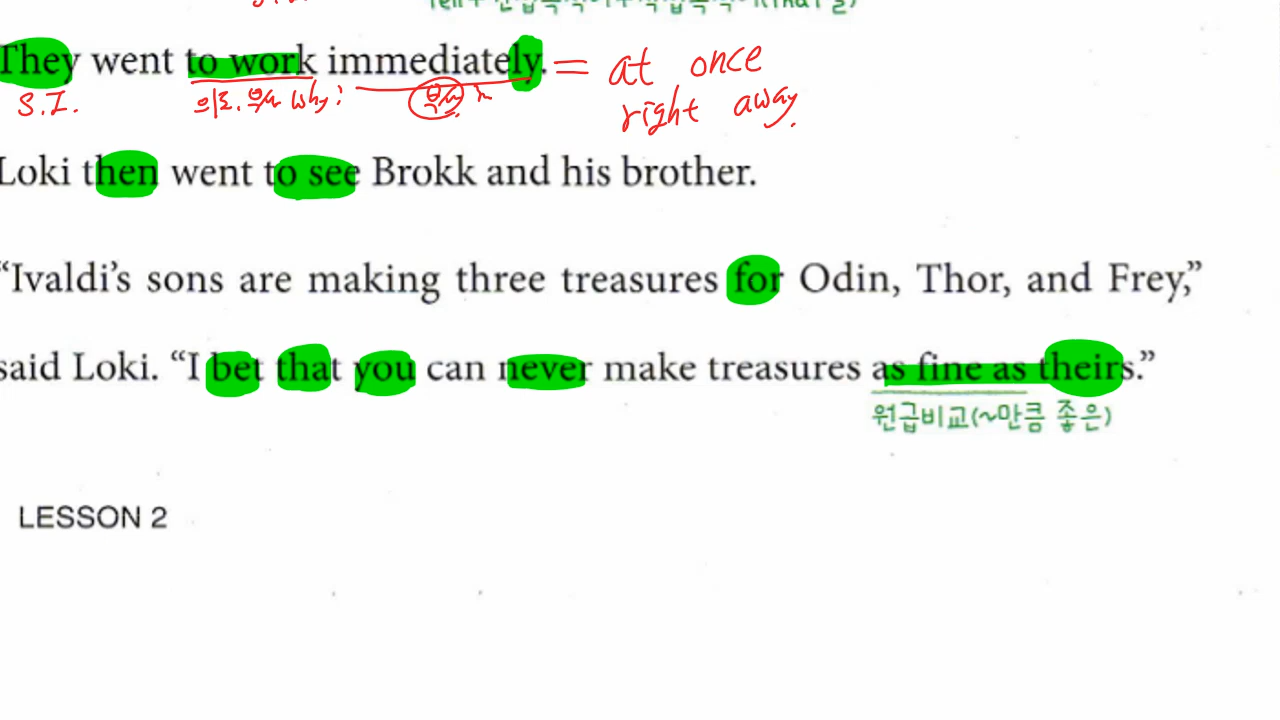 They went to work immediately. = at once
S.I. 의도. 목적 why? 부사 right away.
Loki then went to see Brokk and his brother.
“Ivaldi’s sons are making three treasures for Odin, Thor, and Frey,”
said Loki. “I bet that you can never make treasures as fine as theirs.”
원급비교(~만큼 좋은)
LESSON 2